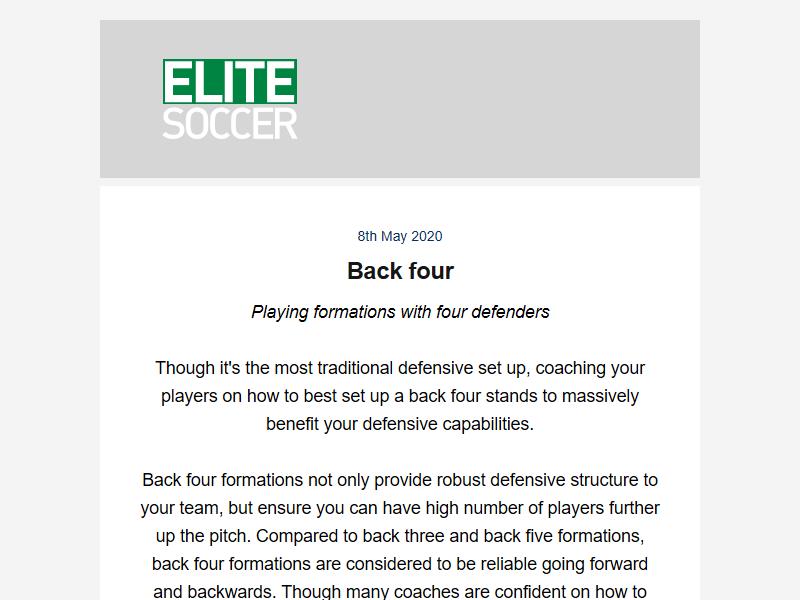 ELITE
SOCCER
8th May 2020
Back four
Playing formations with four defenders
Though it's the most traditional defensive set up, coaching your
players on how to best set up a back four stands to massively
benefit your defensive capabilities.
Back four formations not only provide robust defensive structure to
your team, but ensure you can have high number of players further
up the pitch. Compared to back three and back five formations,
back four formations are considered to be reliable going forward
and backwards. Though many coaches are confident on how to